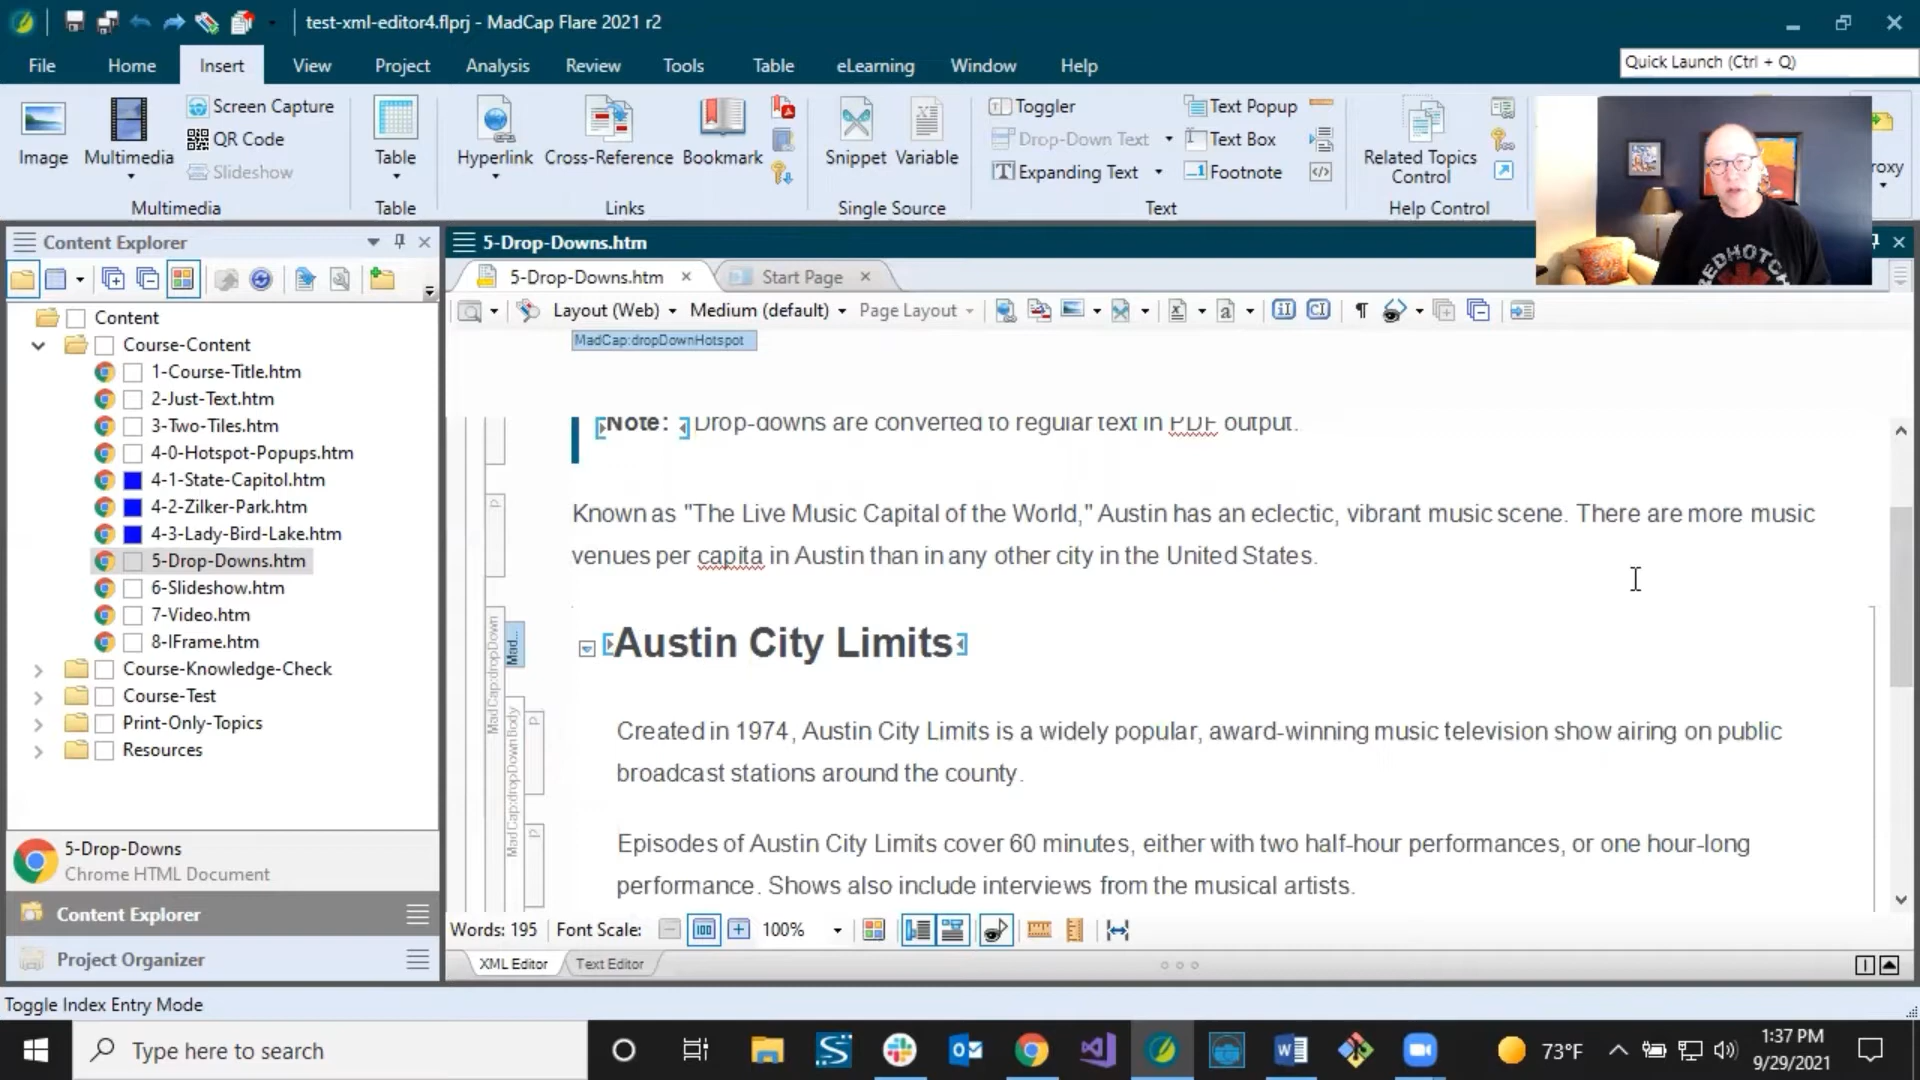 test-xml-editor4.flprj - MadCap Flare 2021 r2
File Home Insert View Project Analysis Review Tools Table eLearning Window Help
Quick Launch (Ctrl + Q)
Image
Multimedia
Screen Capture
QR Code
Slideshow
Multimedia
Table
Table
Hyperlink
Cross-Reference
Bookmark
Links
Snippet
Variable
Single Source
Toggler
Drop-Down Text
Expanding Text
Text Popup
Text Box
Footnote
Text
Related Topics
Control
Help Control
roxy
REDHOTCH
Content Explorer
Content
Course-Content
1-Course-Title.htm
2-Just-Text.htm
3-Two-Tiles.htm
4-0-Hotspot-Popups.htm
4-1-State-Capitol.htm
4-2-Zilker-Park.htm
4-3-Lady-Bird-Lake.htm
5-Drop-Downs.htm
6-Slideshow.htm
7-Video.htm
8-IFrame.htm
Course-Knowledge-Check
Course-Test
Print-Only-Topics
Resources
5-Drop-Downs
Chrome HTML Document
Content Explorer
Project Organizer
5-Drop-Downs.htm
5-Drop-Downs.htm Start Page
Layout (Web) Medium (default) Page Layout
MadCap:dropDownHotspot
Note: Drop-downs are converted to regular text in PDF output.
p
Known as "The Live Music Capital of the World," Austin has an eclectic, vibrant music scene. There are more music
venues per capita in Austin than in any other city in the United States.
MadCap:dropDown
Mad...
Austin City Limits
MadCap:dropDownBody
p
Created in 1974, Austin City Limits is a widely popular, award-winning music television show airing on public
broadcast stations around the county.
p
Episodes of Austin City Limits cover 60 minutes, either with two half-hour performances, or one hour-long
performance. Shows also include interviews from the musical artists.
Words: 195 Font Scale: 100 100%
XML Editor Text Editor
Toggle Index Entry Mode
Type here to search
73°F
1:37 PM
9/29/2021